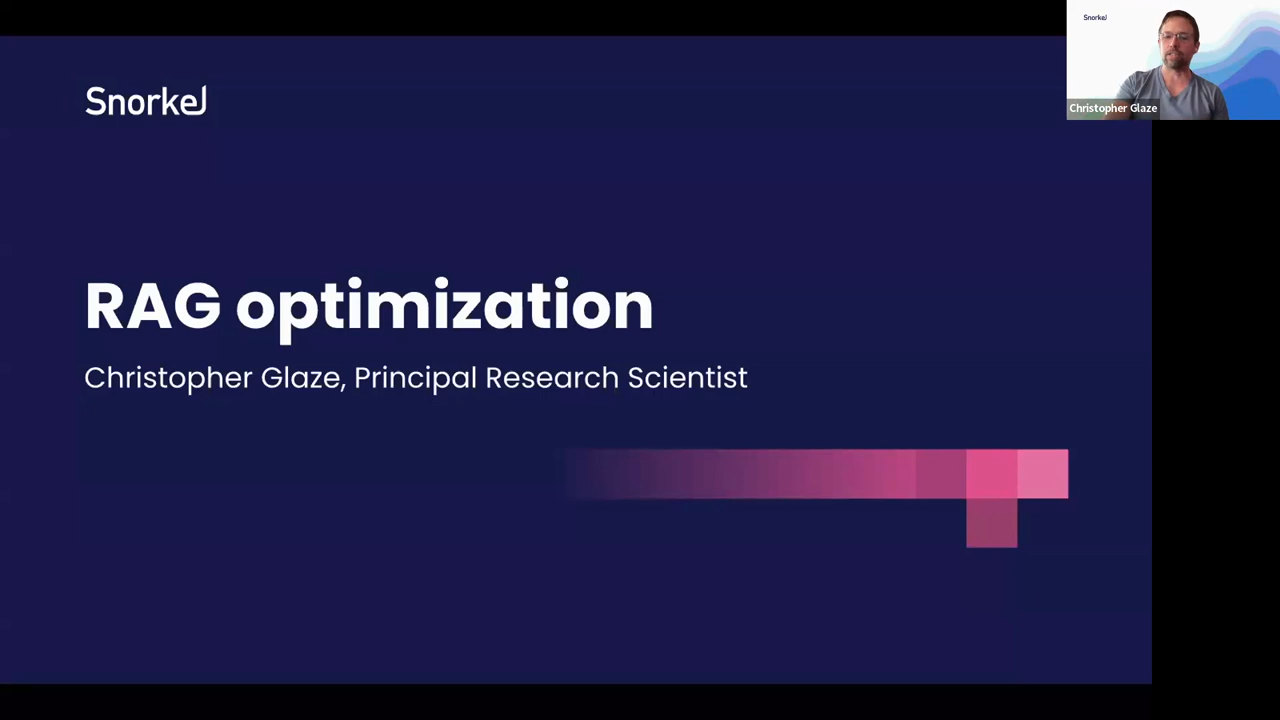 Snorkel
RAG optimization
Christopher Glaze, Principal Research Scientist
Snorkel
Christopher Glaze